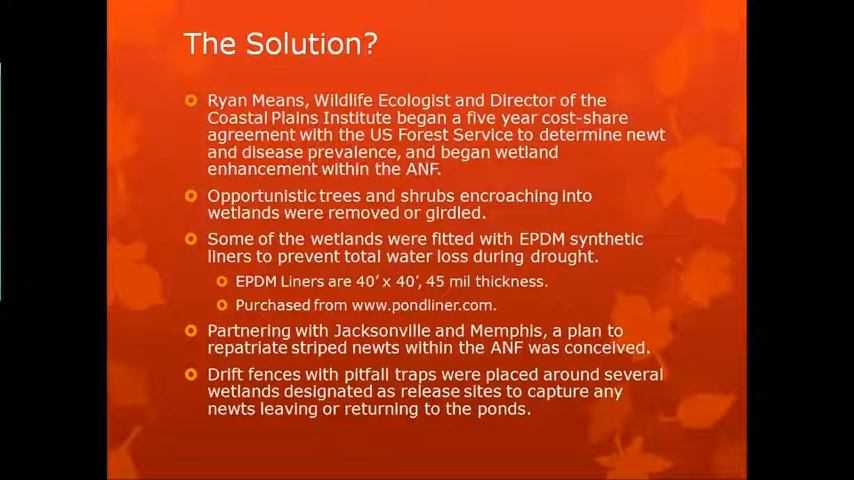 The Solution?
Ryan Means, Wildlife Ecologist and Director of the
Coastal Plains Institute began a five year cost-share
agreement with the US Forest Service to determine newt
and disease prevalence, and began wetland
enhancement within the ANF.
Opportunistic trees and shrubs encroaching into
wetlands were removed or girdled.
Some of the wetlands were fitted with EPDM synthetic
liners to prevent total water loss during drought.
EPDM Liners are 40’ x 40’, 45 mil thickness.
Purchased from www.pondliner.com.
Partnering with Jacksonville and Memphis, a plan to
repatriate striped newts within the ANF was conceived.
Drift fences with pitfall traps were placed around several
wetlands designated as release sites to capture any
newts leaving or returning to the ponds.